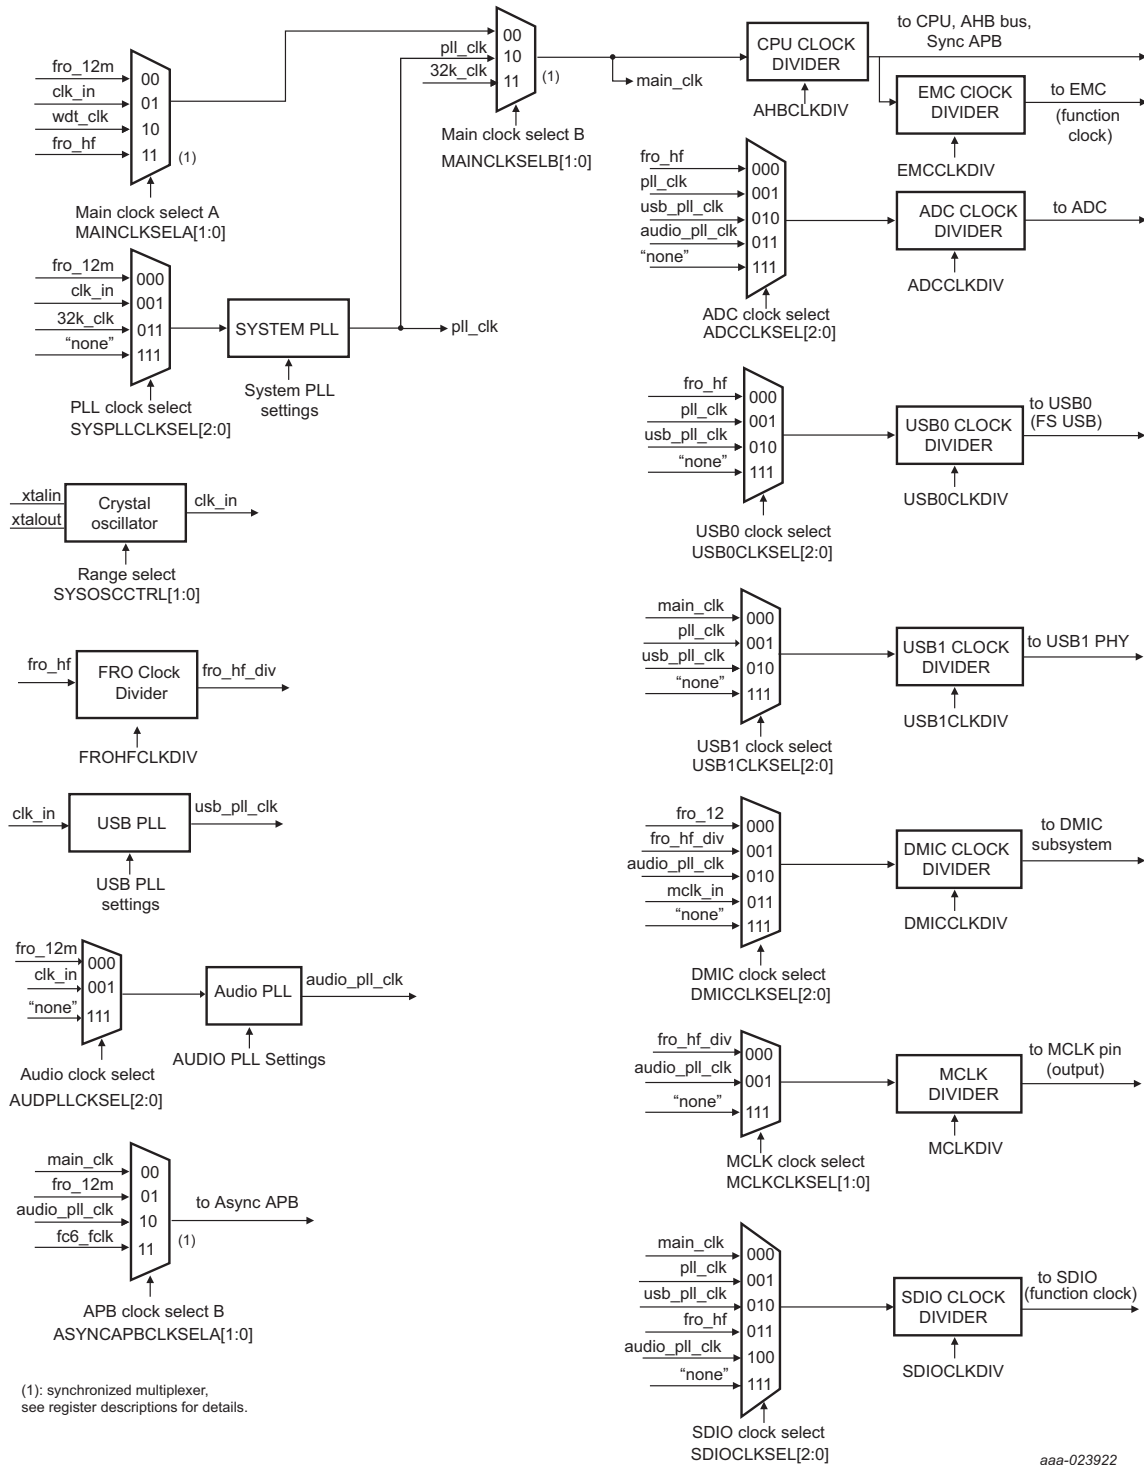 fro_12m
clk_in
wdt_clk
fro_hf
00
01
10
11
(1)
Main clock select A
MAINCLKSELA[1:0]
pll_clk
32k_clk
00
10
11
(1)
Main clock select B
MAINCLKSELB[1:0]
main_clk
CPU CLOCK
DIVIDER
AHBCLKDIV
to CPU, AHB bus,
Sync APB
EMC ClOCK
DIVIDER
EMCCLKDIV
to EMC
(function
clock)
fro_hf
pll_clk
usb_pll_clk
audio_pll_clk
“none”
000
001
010
011
111
ADC clock select
ADCCLKSEL[2:0]
ADC CLOCK
DIVIDER
ADCCLKDIV
to ADC
fro_12m
clk_in
32k_clk
“none”
000
001
011
111
PLL clock select
SYSPLLCLKSEL[2:0]
SYSTEM PLL
System PLL
settings
pll_clk
fro_hf
pll_clk
usb_pll_clk
“none”
000
001
010
111
USB0 clock select
USB0CLKSEL[2:0]
USB0 CLOCK
DIVIDER
USB0CLKDIV
to USB0
(FS USB)
xtalin
xtalout
Crystal
oscillator
clk_in
Range select
SYSOSCCTRL[1:0]
main_clk
pll_clk
usb_pll_clk
“none”
000
001
010
111
USB1 clock select
USB1CLKSEL[2:0]
USB1 CLOCK
DIVIDER
USB1CLKDIV
to USB1 PHY
fro_hf
FRO Clock
Divider
fro_hf_div
FROHFCLKDIV
clk_in
USB PLL
usb_pll_clk
USB PLL
settings
fro_12
fro_hf_div
audio_pll_clk
mclk_in
“none”
000
001
010
011
111
DMIC clock select
DMICCLKSEL[2:0]
DMIC CLOCK
DIVIDER
DMICCLKDIV
to DMIC
subsystem
fro_12m
clk_in
“none”
000
001
111
Audio clock select
AUDPLLCKSEL[2:0]
Audio PLL
audio_pll_clk
AUDIO PLL Settings
fro_hf_div
audio_pll_clk
“none”
000
001
111
MCLK clock select
MCLKCLKSEL[1:0]
MCLK
DIVIDER
MCLKDIV
to MCLK pin
(output)
main_clk
fro_12m
audio_pll_clk
fc6_fclk
00
01
10
11
(1)
to Async APB
APB clock select B
ASYNCAPBCLKSELA[1:0]
main_clk
pll_clk
usb_pll_clk
fro_hf
audio_pll_clk
“none”
000
001
010
011
100
111
SDIO clock select
SDIOCLKSEL[2:0]
SDIO CLOCK
DIVIDER
SDIOCLKDIV
to SDIO
(function clock)
(1): synchronized multiplexer,
see register descriptions for details.
aaa-023922